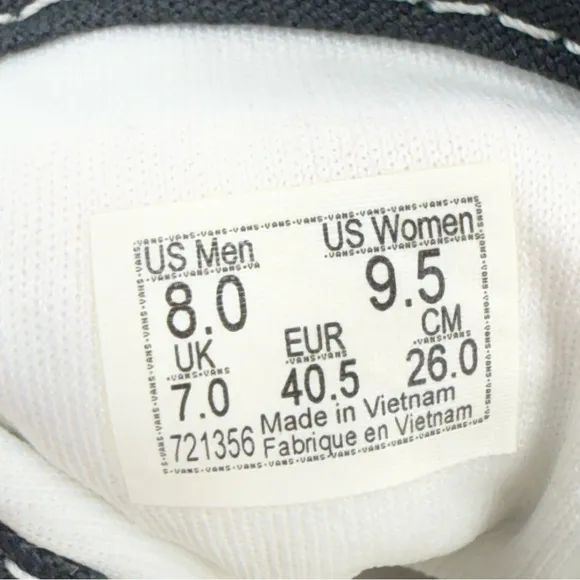 US Men US Women
8.0 9.5
UK EUR CM
7.0 40.5 26.0
721356 Made in Vietnam
Fabrique en Vietnam